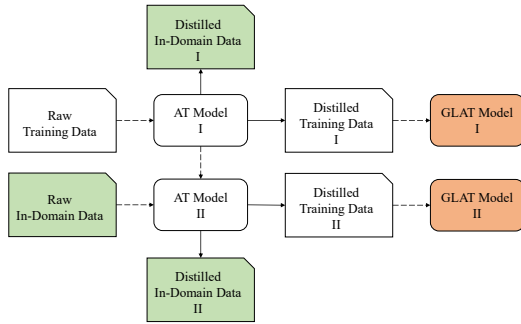 Distilled
In-Domain Data
I
Raw
Training Data
AT Model
I
Distilled
Training Data
I
GLAT Model
I
Raw
In-Domain Data
AT Model
II
Distilled
Training Data
II
GLAT Model
II
Distilled
In-Domain Data
II